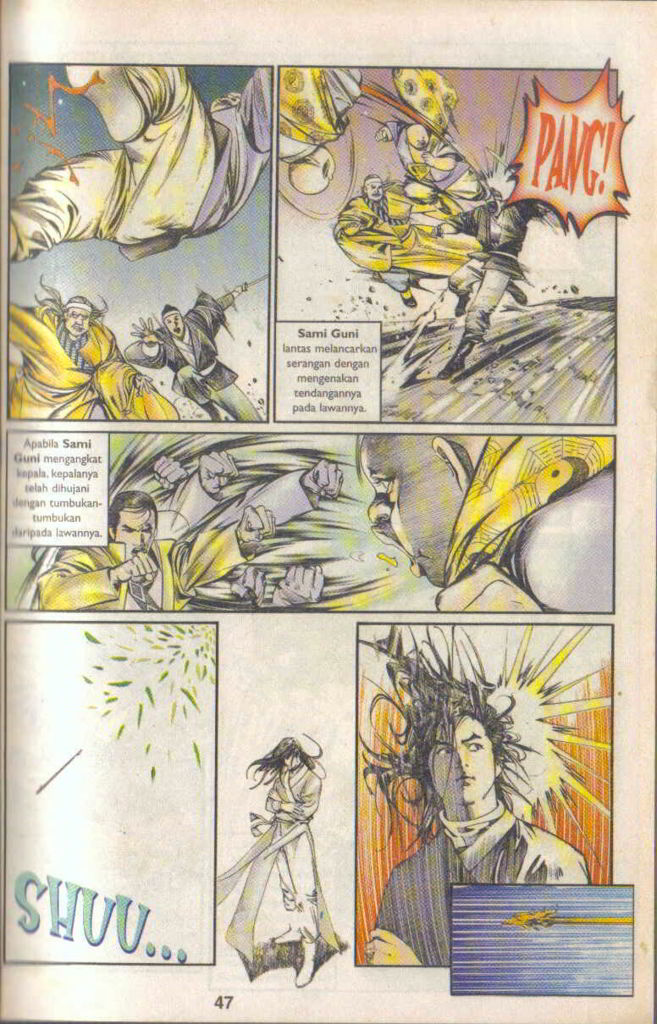 PANG!
Sami Guni
lantas melancarkan
serangan dengan
mengenakan
tendangannya
pada lawannya.
Apabila Sami
Guni mengangkat
kepala, kepalanya
telah dihujani
dengan tumbukan-
tumbukan
daripada lawannya.
SHUU...
47